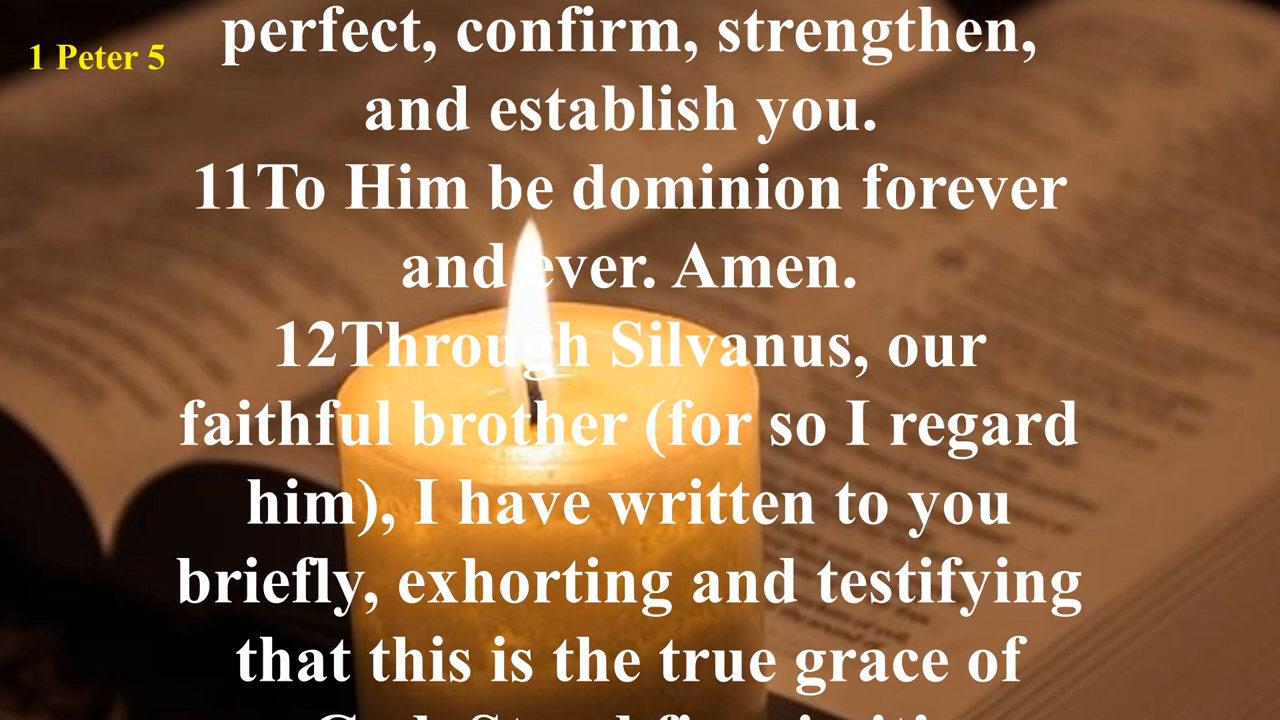 1 Peter 5
perfect, confirm, strengthen,
and establish you.
11To Him be dominion forever
and ever. Amen.
12Through Silvanus, our
faithful brother (for so I regard
him), I have written to you
briefly, exhorting and testifying
that this is the true grace of